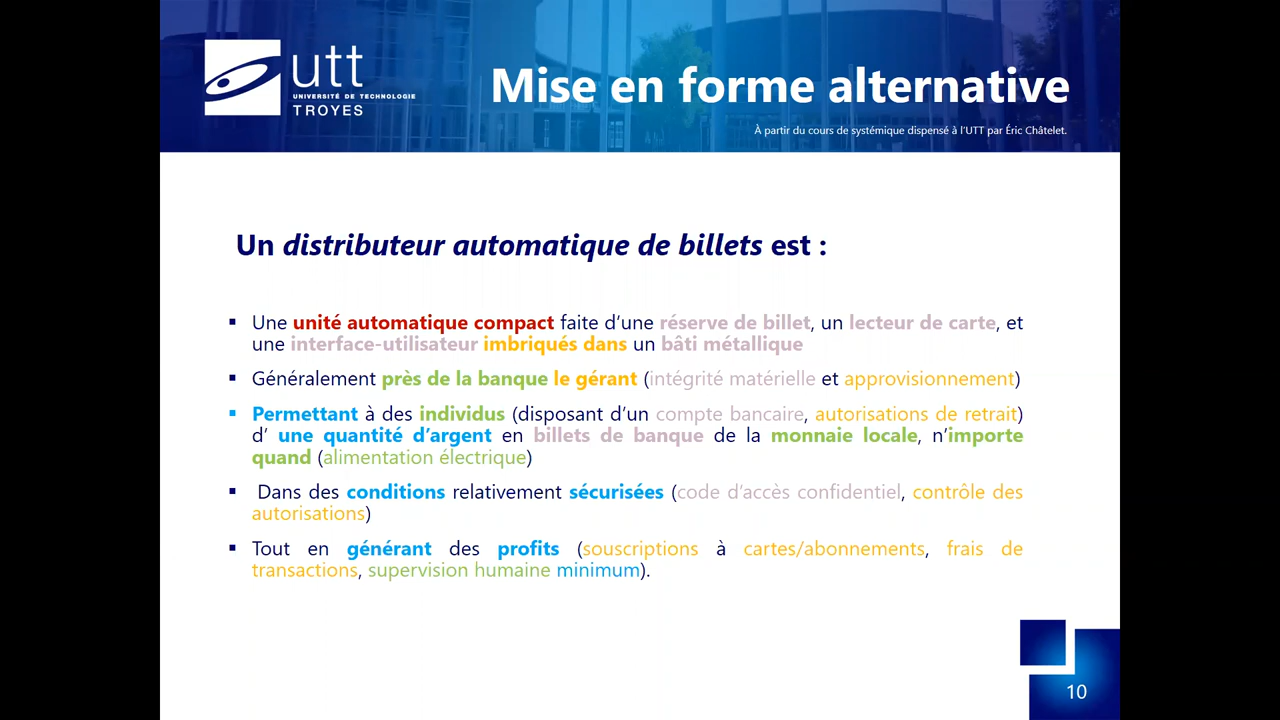 utt
UNIVERSITÉ DE TECHNOLOGIE
TROYES
Mise en forme alternative
À partir du cours de systémique dispensé à l'UTT par Éric Châtelet.
Un distributeur automatique de billets est :
▪ Une unité automatique compact faite d'une réserve de billet, un lecteur de carte, et
une interface-utilisateur imbriqués dans un bâti métallique
▪ Généralement près de la banque le gérant (intégrité matérielle et approvisionnement)
▪ Permettant à des individus (disposant d'un compte bancaire, autorisations de retrait)
d' une quantité d'argent en billets de banque de la monnaie locale, n'importe
quand (alimentation électrique)
▪ Dans des conditions relativement sécurisées (code d'accès confidentiel, contrôle des
autorisations)
▪ Tout en générant des profits (souscriptions à cartes/abonnements, frais de
transactions, supervision humaine minimum).
10